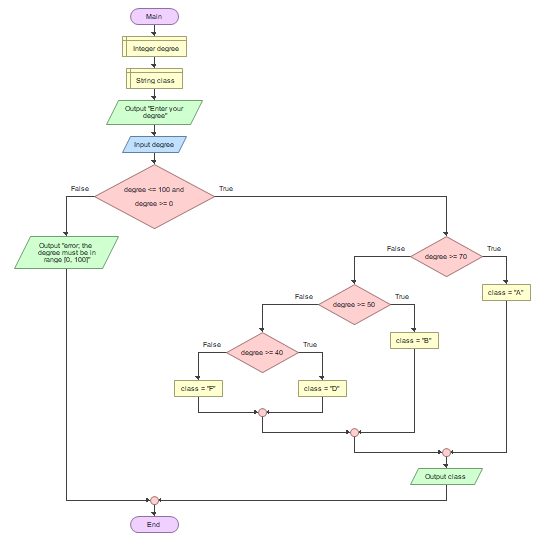 Main
Integer degree
String class
Output "Enter your
degree"
Input degree
False
degree <= 100 and
degree >= 0
True
Output "error; the
degree must be in
range [0, 100]"
False
degree >= 70
True
class = "A"
False
degree >= 50
True
class = "B"
False
degree >= 40
True
class = "F"
class = "D"
Output class
End